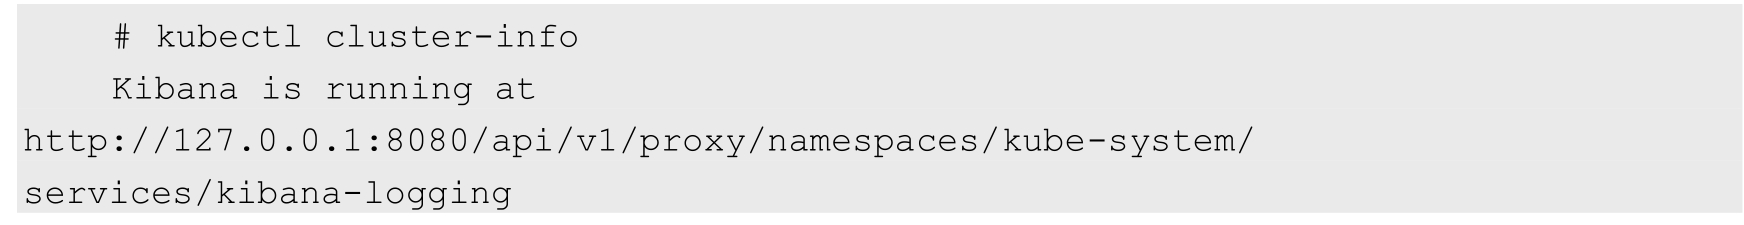 # kubectl cluster-info
Kibana is running at
http://127.0.0.1:8080/api/v1/proxy/namespaces/kube-system/
services/kibana-logging